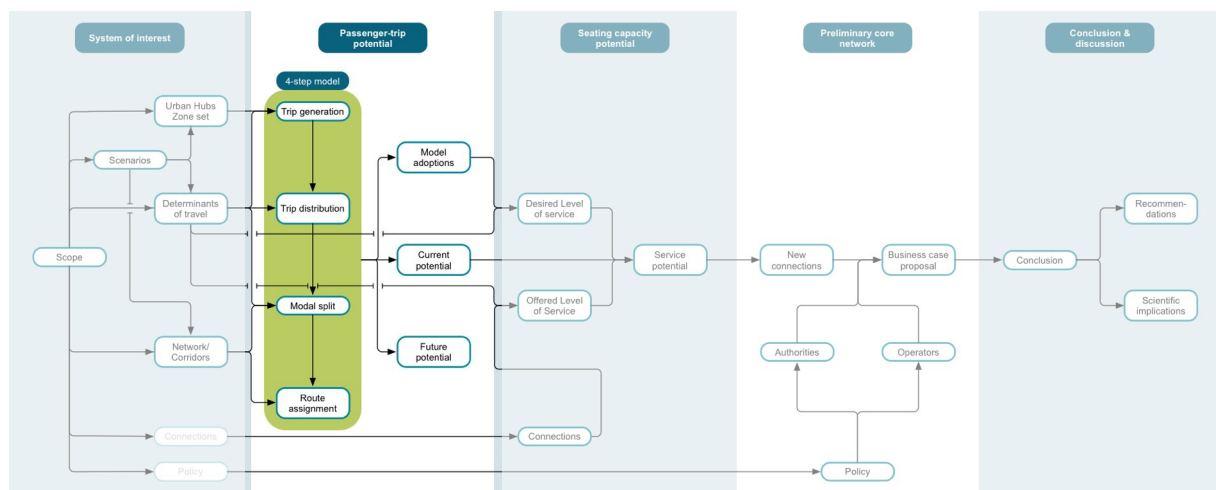 System of interest
Passenger-trip
potential
Seating capacity
potential
Preliminary core
network
Conclusion &
discussion
4-step model
Urban Hubs
Zone set
Trip generation
Scenarios
Model
adoptions
Determinants
of travel
Trip distribution
Desired Level
of service
Recommen-
dations
Scope
Current
potential
Service
potential
New
connections
Business case
proposal
Conclusion
Modal split
Offered Level
of Service
Scientific
implications
Network/
Corridors
Future
potential
Authorities
Operators
Route
assignment
Connections
Connections
Policy
Policy